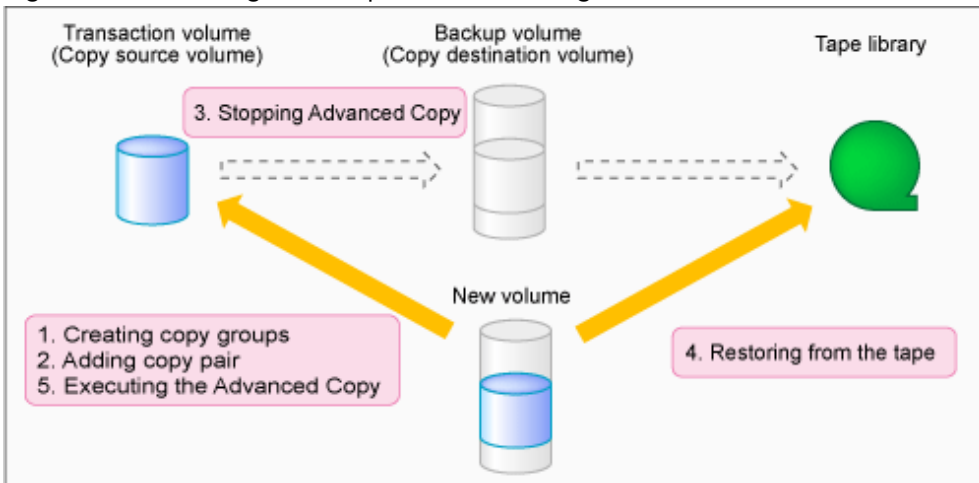 Transaction volume
(Copy source volume)
Backup volume
(Copy destination volume)
Tape library
3. Stopping Advanced Copy
New volume
1. Creating copy groups
2. Adding copy pair
5. Executing the Advanced Copy
4. Restoring from the tape